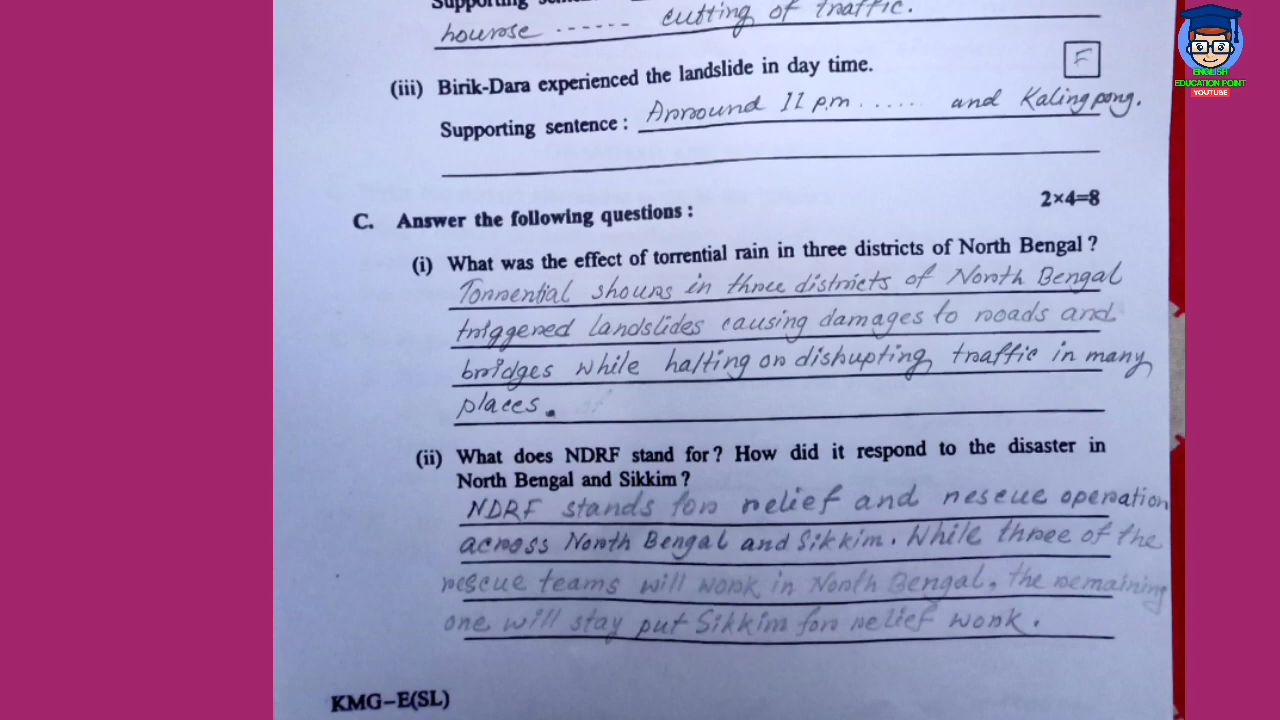 Supporting
hourse ...... cutting of traffic.
(iii) Birik-Dara experienced the landslide in day time. F
Supporting sentence : Arround 11 p.m ...... and Kalingpong.
C. Answer the following questions : 2×4=8
(i) What was the effect of torrential rain in three districts of North Bengal ?
Torrential shours in three districts of North Bengal
triggered landslides causing damages to roads and
bridges while halting or dishupting traffic in many
places.
(ii) What does NDRF stand for ? How did it respond to the disaster in
North Bengal and Sikkim ?
NDRF stands for relief and rescue operation
across North Bengal and Sikkim. While three of the
rescue teams will work in North Bengal. the remaining
one will stay put Sikkim for relief work.
KMG–E(SL)
ENGLISH
EDUCATION POINT
YOUTUBE